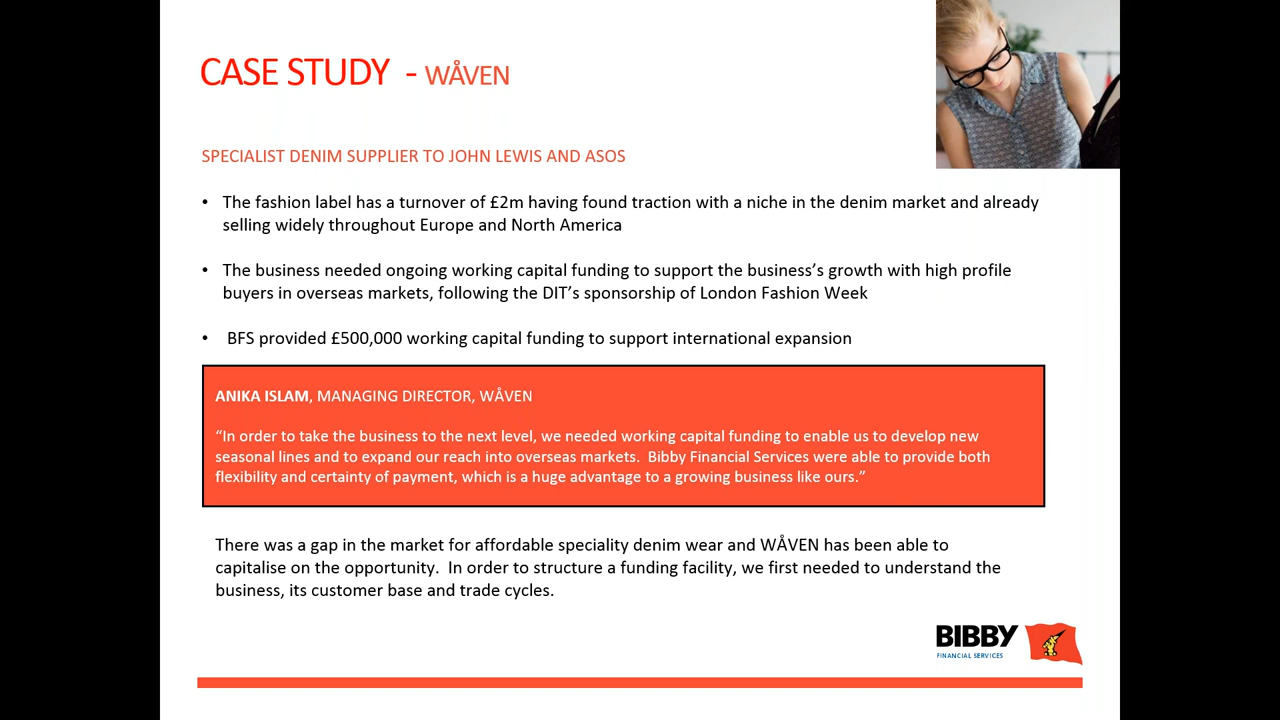 CASE STUDY - WÅVEN
SPECIALIST DENIM SUPPLIER TO JOHN LEWIS AND ASOS
• The fashion label has a turnover of £2m having found traction with a niche in the denim market and already
selling widely throughout Europe and North America
• The business needed ongoing working capital funding to support the business’s growth with high profile
buyers in overseas markets, following the DIT’s sponsorship of London Fashion Week
• BFS provided £500,000 working capital funding to support international expansion
ANIKA ISLAM, MANAGING DIRECTOR, WÅVEN
“In order to take the business to the next level, we needed working capital funding to enable us to develop new
seasonal lines and to expand our reach into overseas markets.  Bibby Financial Services were able to provide both
flexibility and certainty of payment, which is a huge advantage to a growing business like ours.”
There was a gap in the market for affordable speciality denim wear and WÅVEN has been able to
capitalise on the opportunity.  In order to structure a funding facility, we first needed to understand the
business, its customer base and trade cycles.
BIBBY
FINANCIAL SERVICES